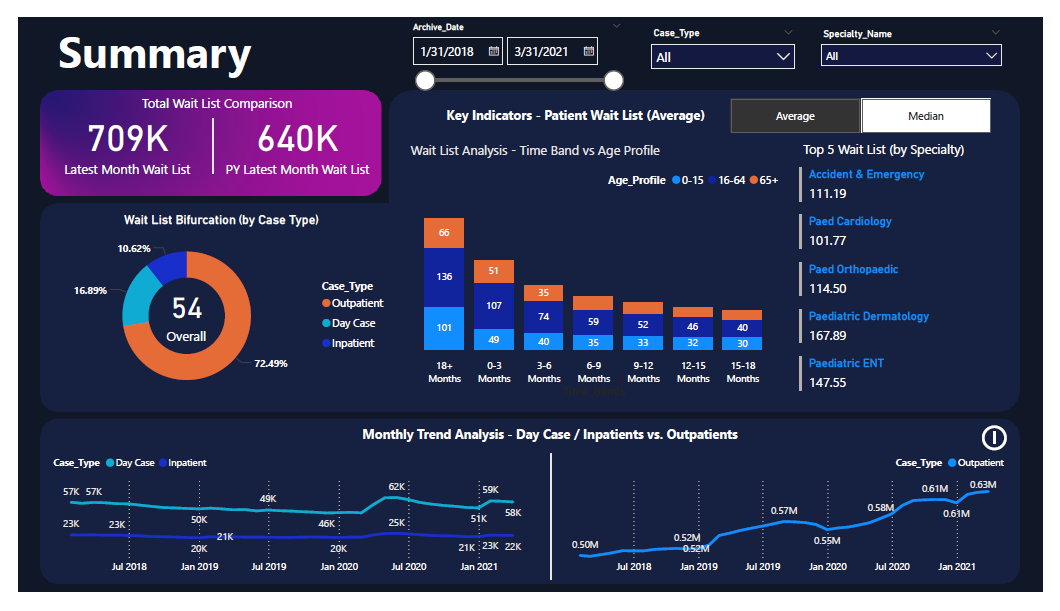 Summary
Archive_Date
1/31/2018
3/31/2021
Case_Type
All
Specialty_Name
All
Total Wait List Comparison
709K
640K
Latest Month Wait List
PY Latest Month Wait List
Key Indicators - Patient Wait List (Average)
Average
Median
Wait List Analysis - Time Band vs Age Profile
Age_Profile 0-15 16-64 65+
66
136
101
51
107
49
35
74
40
59
35
52
33
46
32
40
30
18+
Months
0-3
Months
3-6
Months
6-9
Months
9-12
Months
12-15
Months
15-18
Months
Top 5 Wait List (by Specialty)
Accident & Emergency
111.19
Paed Cardiology
101.77
Paed Orthopaedic
114.50
Paediatric Dermatology
167.89
Paediatric ENT
147.55
Wait List Bifurcation (by Case Type)
10.62%
16.89%
72.49%
54
Overall
Case_Type
Outpatient
Day Case
Inpatient
Monthly Trend Analysis - Day Case / Inpatients vs. Outpatients
Case_Type Day Case Inpatient
57K 57K
50K
49K
46K
62K
51K
59K
58K
23K
23K
20K
21K
20K
25K
21K
23K
22K
Jul 2018 Jan 2019 Jul 2019 Jan 2020 Jul 2020 Jan 2021
Case_Type Outpatient
0.50M
0.52M
0.52M
0.57M
0.55M
0.58M
0.61M
0.61M
0.63M
Jul 2018 Jan 2019 Jul 2019 Jan 2020 Jul 2020 Jan 2021